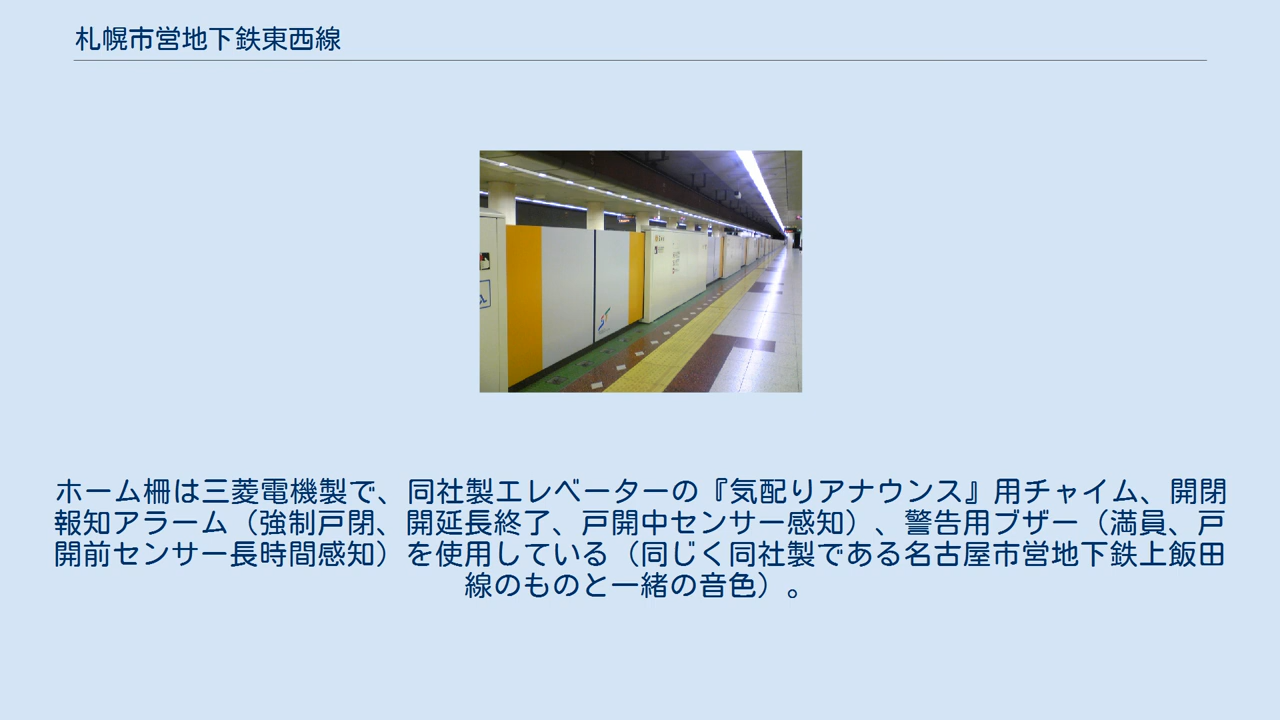 札幌市営地下鉄東西線
ホーム柵は三菱電機製で、同社製エレベーターの『気配りアナウンス』用チャイム、開閉
報知アラーム（強制戸閉、開延長終了、戸開中センサー感知）、警告用ブザー（満員、戸
開前センサー長時間感知）を使用している（同じく同社製である名古屋市営地下鉄上飯田
線のものと一緒の音色）。